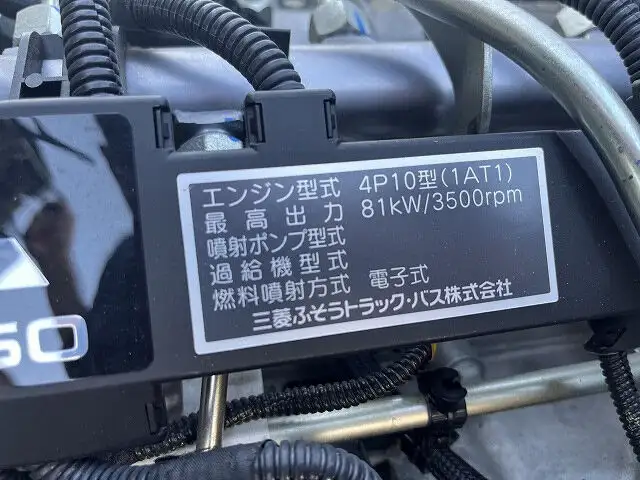 エンジン型式 4P10型(1AT1)
最高出力 81kW/3500rpm
噴射ポンプ型式
過給機型式
燃料噴射方式 電子式
三菱ふそうトラック・バス株式会社